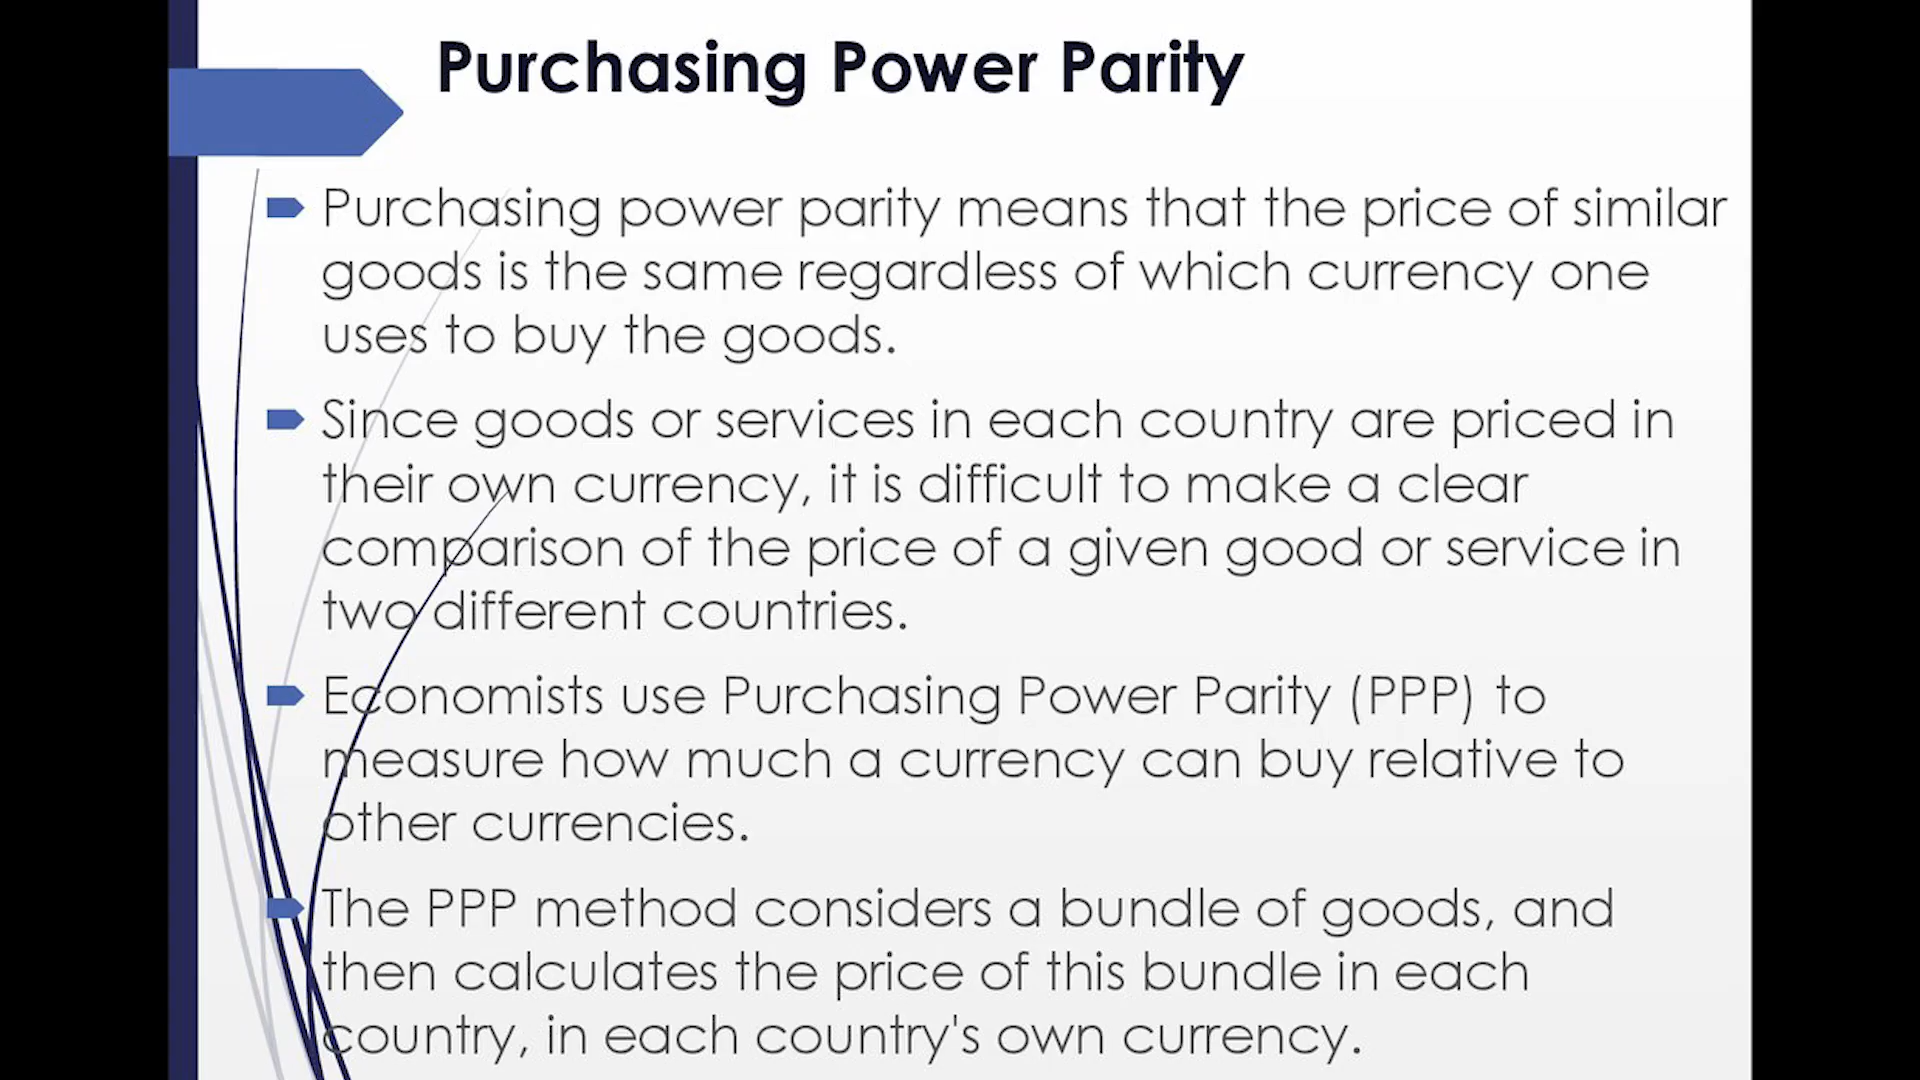 Purchasing Power Parity
Purchasing power parity means that the price of similar
goods is the same regardless of which currency one
uses to buy the goods.
Since goods or services in each country are priced in
their own currency, it is difficult to make a clear
comparison of the price of a given good or service in
two different countries.
Economists use Purchasing Power Parity (PPP) to
measure how much a currency can buy relative to
other currencies.
The PPP method considers a bundle of goods, and
then calculates the price of this bundle in each
country, in each country's own currency.